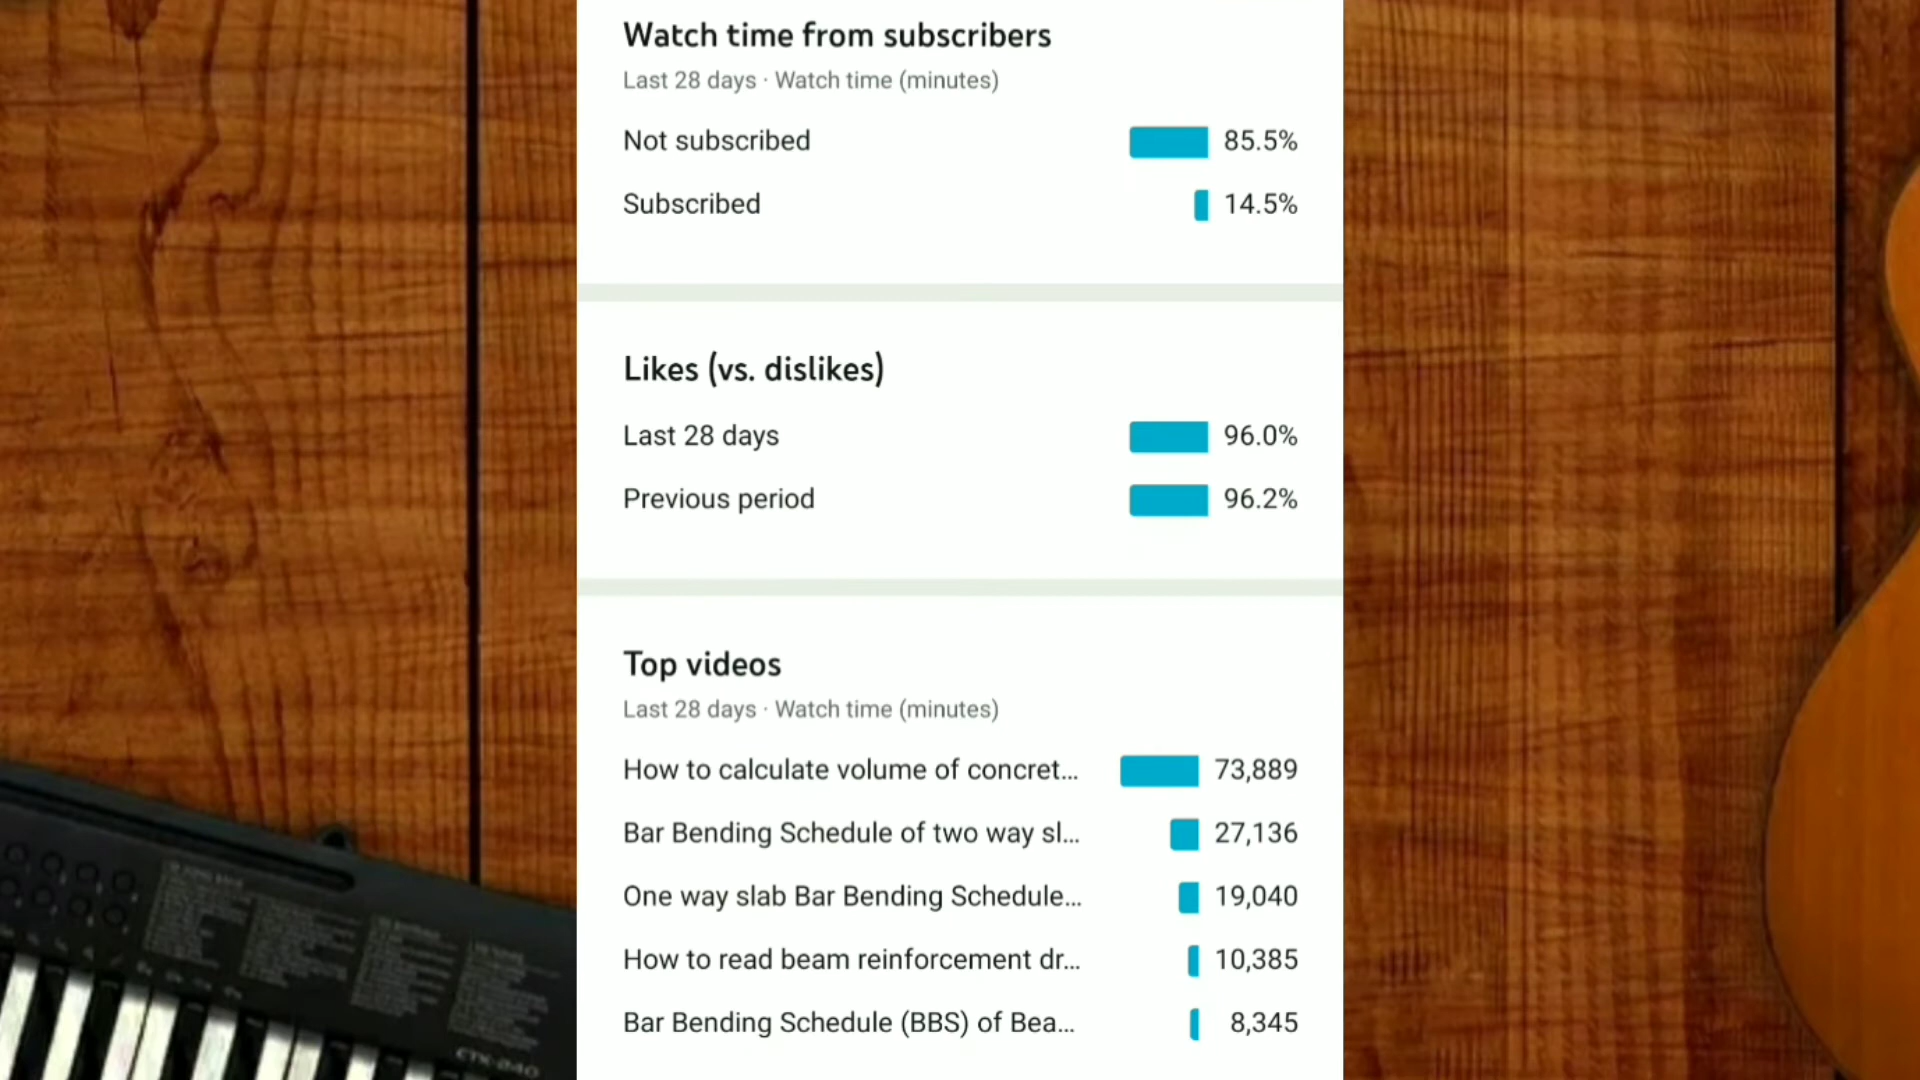 Watch time from subscribers
Last 28 days · Watch time (minutes)
Not subscribed 85.5%
Subscribed 14.5%
Likes (vs. dislikes)
Last 28 days 96.0%
Previous period 96.2%
Top videos
Last 28 days · Watch time (minutes)
How to calculate volume of concret... 73,889
Bar Bending Schedule of two way sl... 27,136
One way slab Bar Bending Schedule... 19,040
How to read beam reinforcement dr... 10,385
Bar Bending Schedule (BBS) of Bea... 8,345